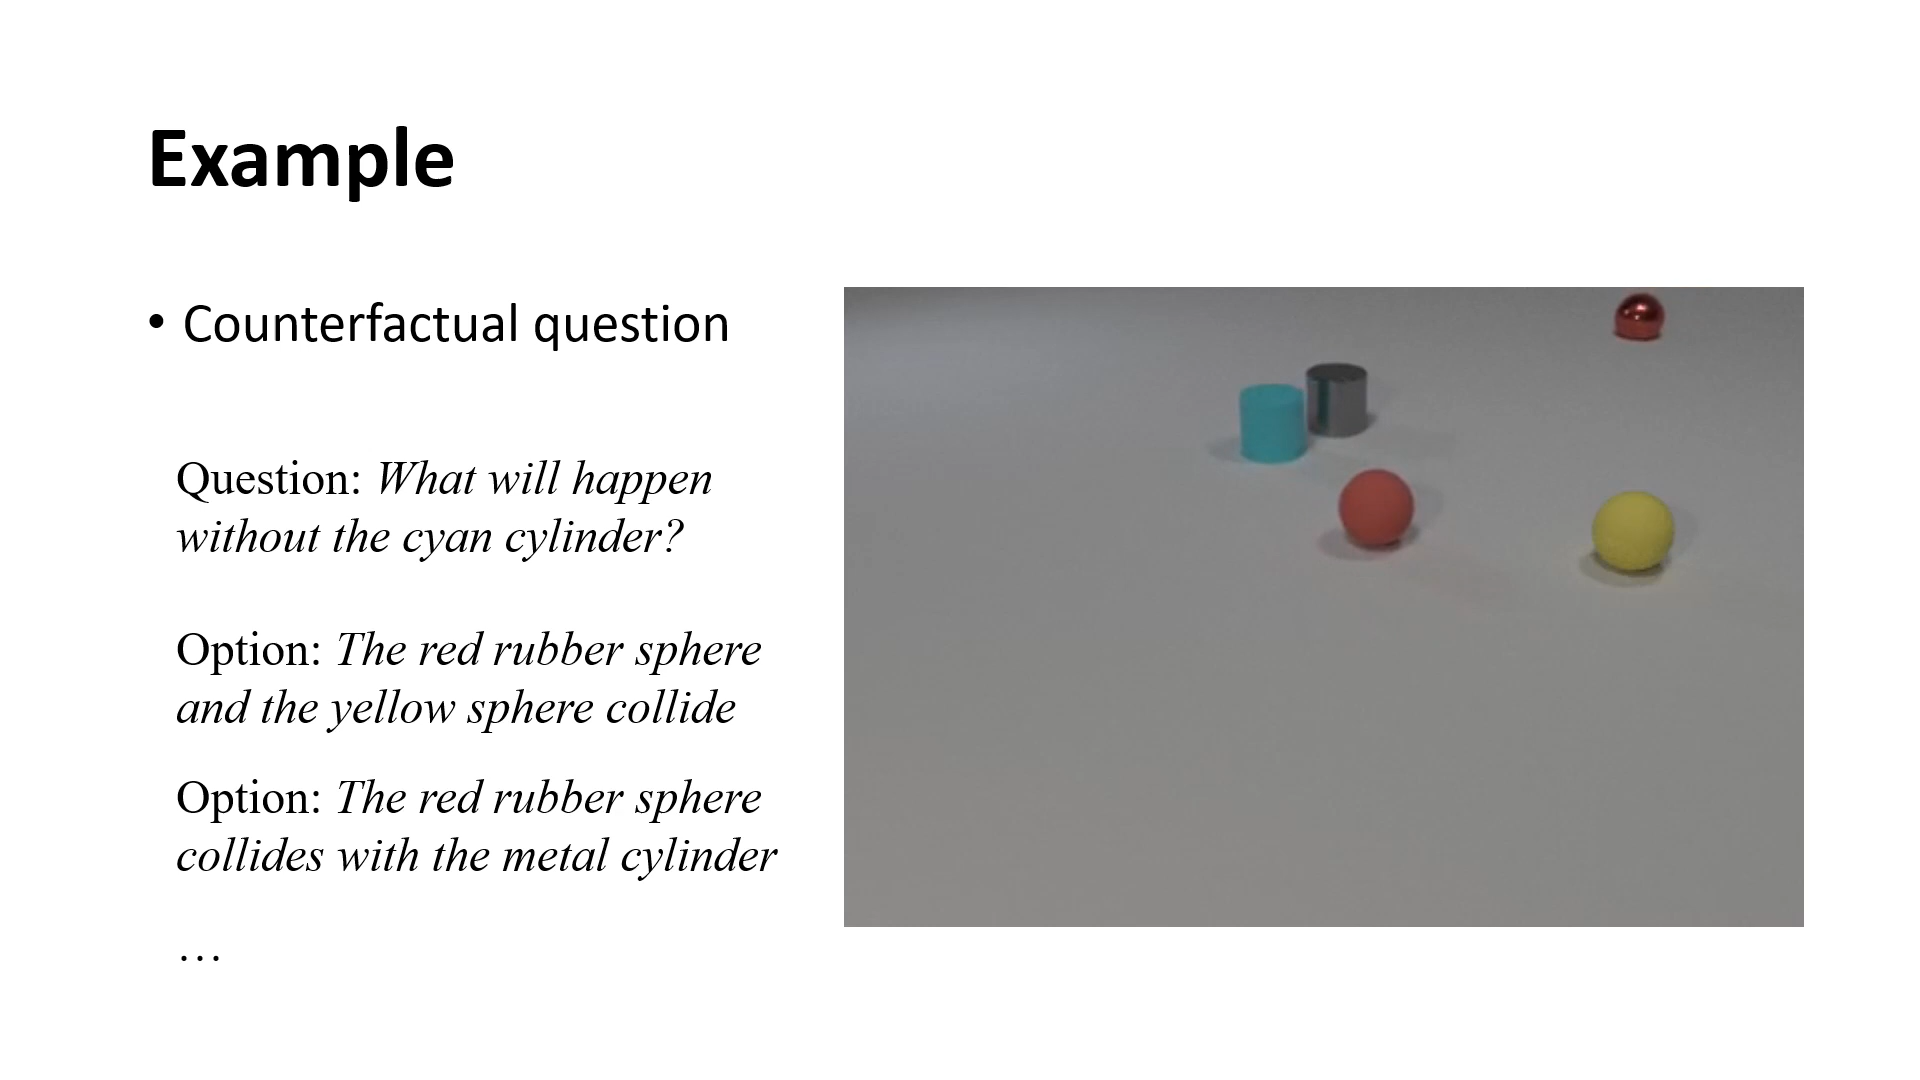 Example
• Counterfactual question
Question: What will happen
without the cyan cylinder?
Option: The red rubber sphere
and the yellow sphere collide
Option: The red rubber sphere
collides with the metal cylinder
…